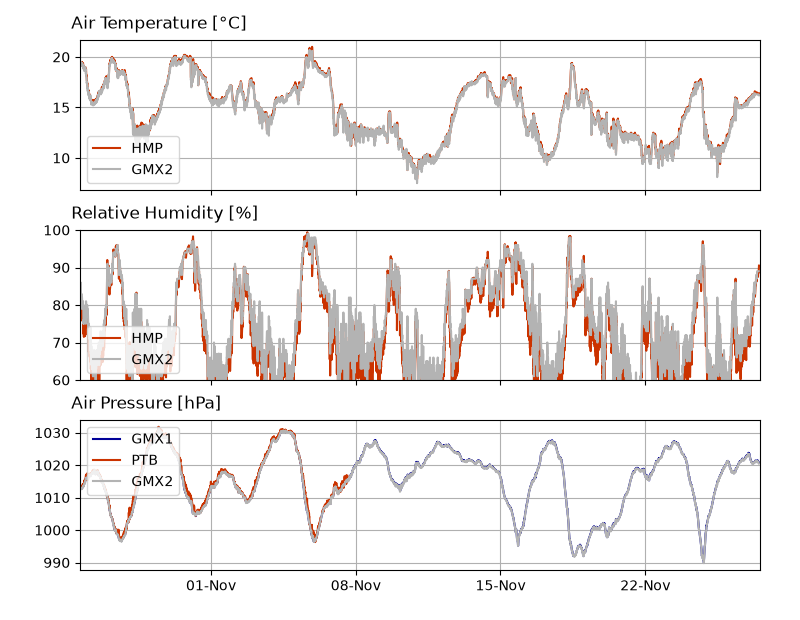 Air Temperature [°C]
20
15
10
HMP
GMX2
Relative Humidity [%]
100
90
80
70
60
HMP
GMX2
Air Pressure [hPa]
1030
1020
1010
1000
990
GMX1
PTB
GMX2
01-Nov 08-Nov 15-Nov 22-Nov